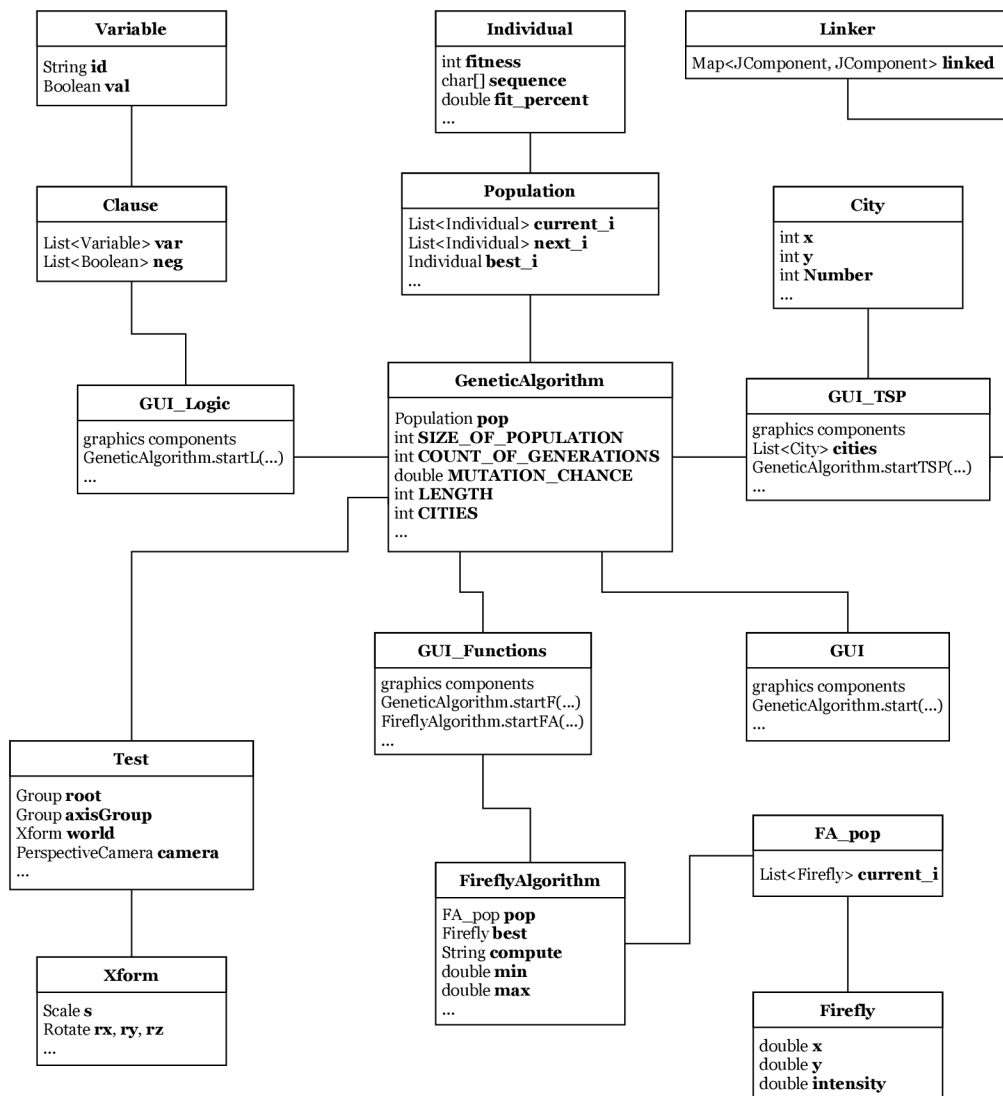 Variable
String id
Boolean val
Individual
int fitness
char[] sequence
double fit_percent
...
Linker
Map<JComponent, JComponent> linked
Clause
List<Variable> var
List<Boolean> neg
Population
List<Individual> current_i
List<Individual> next_i
Individual best_i
...
City
int x
int y
int Number
...
GUI_Logic
graphics components
GeneticAlgorithm.startL(...)
...
GeneticAlgorithm
Population pop
int SIZE_OF_POPULATION
int COUNT_OF_GENERATIONS
double MUTATION_CHANCE
int LENGTH
int CITIES
...
GUI_TSP
graphics components
List<City> cities
GeneticAlgorithm.startTSP(...)
...
GUI_Functions
graphics components
GeneticAlgorithm.startF(...)
FireflyAlgorithm.startFA(...)
...
GUI
graphics components
GeneticAlgorithm.start(...)
...
Test
Group root
Group axisGroup
Xform world
PerspectiveCamera camera
...
FireflyAlgorithm
FA_pop pop
Firefly best
String compute
double min
double max
...
FA_pop
List<Firefly> current_i
Xform
Scale s
Rotate rx, ry, rz
...
Firefly
double x
double y
double intensity